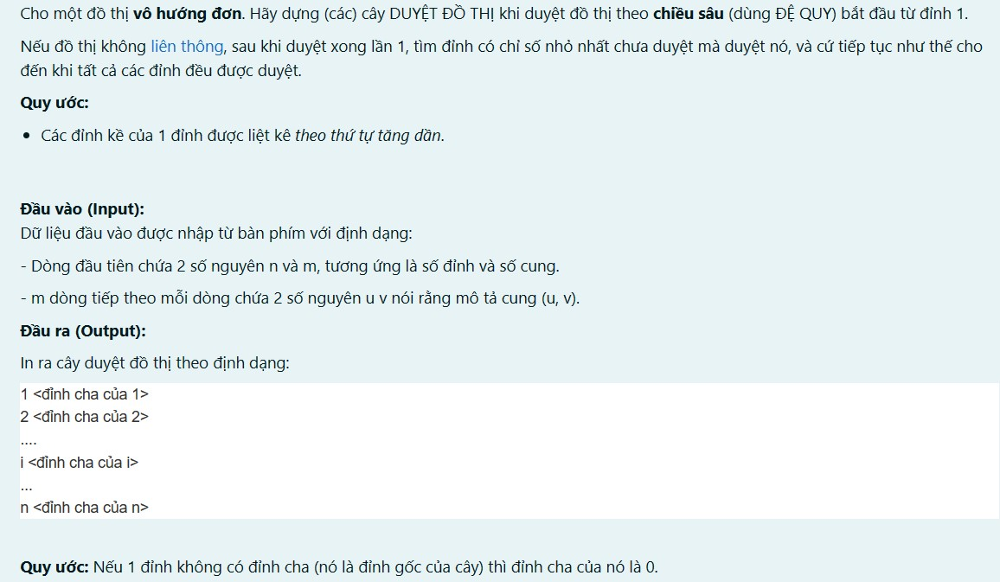 Cho một đồ thị vô hướng đơn. Hãy dựng (các) cây DUYỆT ĐỒ THỊ khi duyệt đồ thị theo chiều sâu (dùng ĐỆ QUY) bắt đầu từ đỉnh 1.
Nếu đồ thị không liên thông, sau khi duyệt xong lần 1, tìm đỉnh có chỉ số nhỏ nhất chưa duyệt mà duyệt nó, và cứ tiếp tục như thế cho
đến khi tất cả các đỉnh đều được duyệt.
Quy ước:
• Các đỉnh kề của 1 đỉnh được liệt kê theo thứ tự tăng dần.
Đầu vào (Input):
Dữ liệu đầu vào được nhập từ bàn phím với định dạng:
- Dòng đầu tiên chứa 2 số nguyên n và m, tương ứng là số đỉnh và số cung.
- m dòng tiếp theo mỗi dòng chứa 2 số nguyên u v nói rằng mô tả cung (u, v).
Đầu ra (Output):
In ra cây duyệt đồ thị theo định dạng:
1 <đỉnh cha của 1>
2 <đỉnh cha của 2>
....
i <đỉnh cha của i>
...
n <đỉnh cha của n>
Quy ước: Nếu 1 đỉnh không có đỉnh cha (nó là đỉnh gốc của cây) thì đỉnh cha của nó là 0.